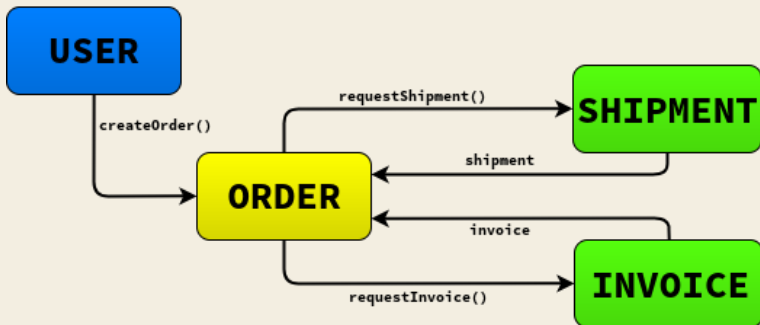 USER
createOrder()
requestShipment()
SHIPMENT
shipment
ORDER
invoice
requestInvoice()
INVOICE